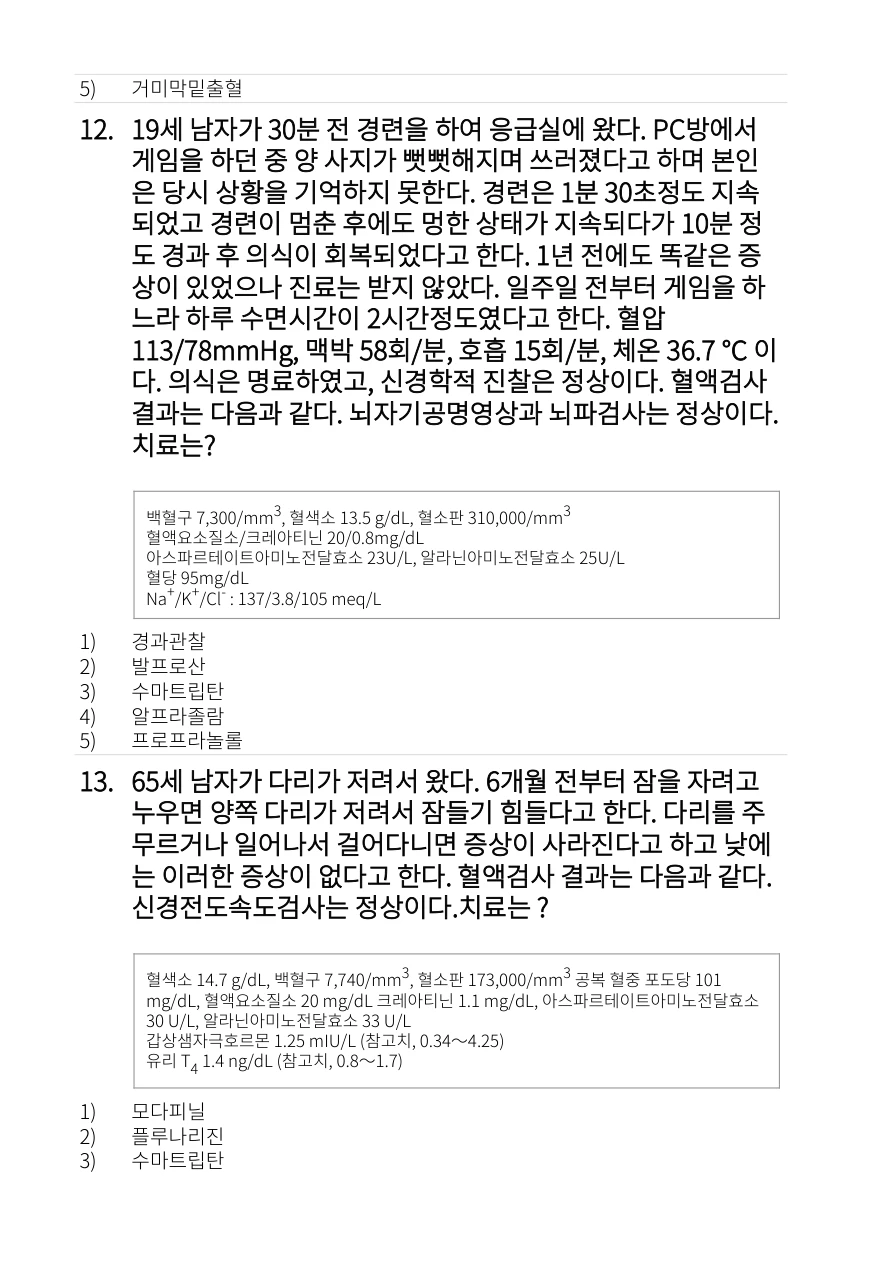 5) 거미막밑출혈
12. 19세 남자가 30분 전 경련을 하여 응급실에 왔다. PC방에서
게임을 하던 중 양 사지가 뻣뻣해지며 쓰러졌다고 하며 본인
은 당시 상황을 기억하지 못한다. 경련은 1분 30초정도 지속
되었고 경련이 멈춘 후에도 멍한 상태가 지속되다가 10분 정
도 경과 후 의식이 회복되었다고 한다. 1년 전에도 똑같은 증
상이 있었으나 진료는 받지 않았다. 일주일 전부터 게임을 하
느라 하루 수면시간이 2시간정도였다고 한다. 혈압
113/78mmHg, 맥박 58회/분, 호흡 15회/분, 체온 36.7 ℃ 이
다. 의식은 명료하였고, 신경학적 진찰은 정상이다. 혈액검사
결과는 다음과 같다. 뇌자기공명영상과 뇌파검사는 정상이다.
치료는?
백혈구 7,300/mm³, 혈색소 13.5 g/dL, 혈소판 310,000/mm³
혈액요소질소/크레아티닌 20/0.8mg/dL
아스파르테이트아미노전달효소 23U/L, 알라닌아미노전달효소 25U/L
혈당 95mg/dL
Na⁺/K⁺/Cl⁻ : 137/3.8/105 meq/L
1) 경과관찰
2) 발프로산
3) 수마트립탄
4) 알프라졸람
5) 프로프라놀롤
13. 65세 남자가 다리가 저려서 왔다. 6개월 전부터 잠을 자려고
누우면 양쪽 다리가 저려서 잠들기 힘들다고 한다. 다리를 주
무르거나 일어나서 걸어다니면 증상이 사라진다고 하고 낮에
는 이러한 증상이 없다고 한다. 혈액검사 결과는 다음과 같다.
신경전도속도검사는 정상이다.치료는 ?
혈색소 14.7 g/dL, 백혈구 7,740/mm³, 혈소판 173,000/mm³ 공복 혈중 포도당 101
mg/dL, 혈액요소질소 20 mg/dL 크레아티닌 1.1 mg/dL, 아스파르테이트아미노전달효소
30 U/L, 알라닌아미노전달효소 33 U/L
갑상샘자극호르몬 1.25 mIU/L (참고치, 0.34～4.25)
유리 T₄ 1.4 ng/dL (참고치, 0.8～1.7)
1) 모다피닐
2) 플루나리진
3) 수마트립탄